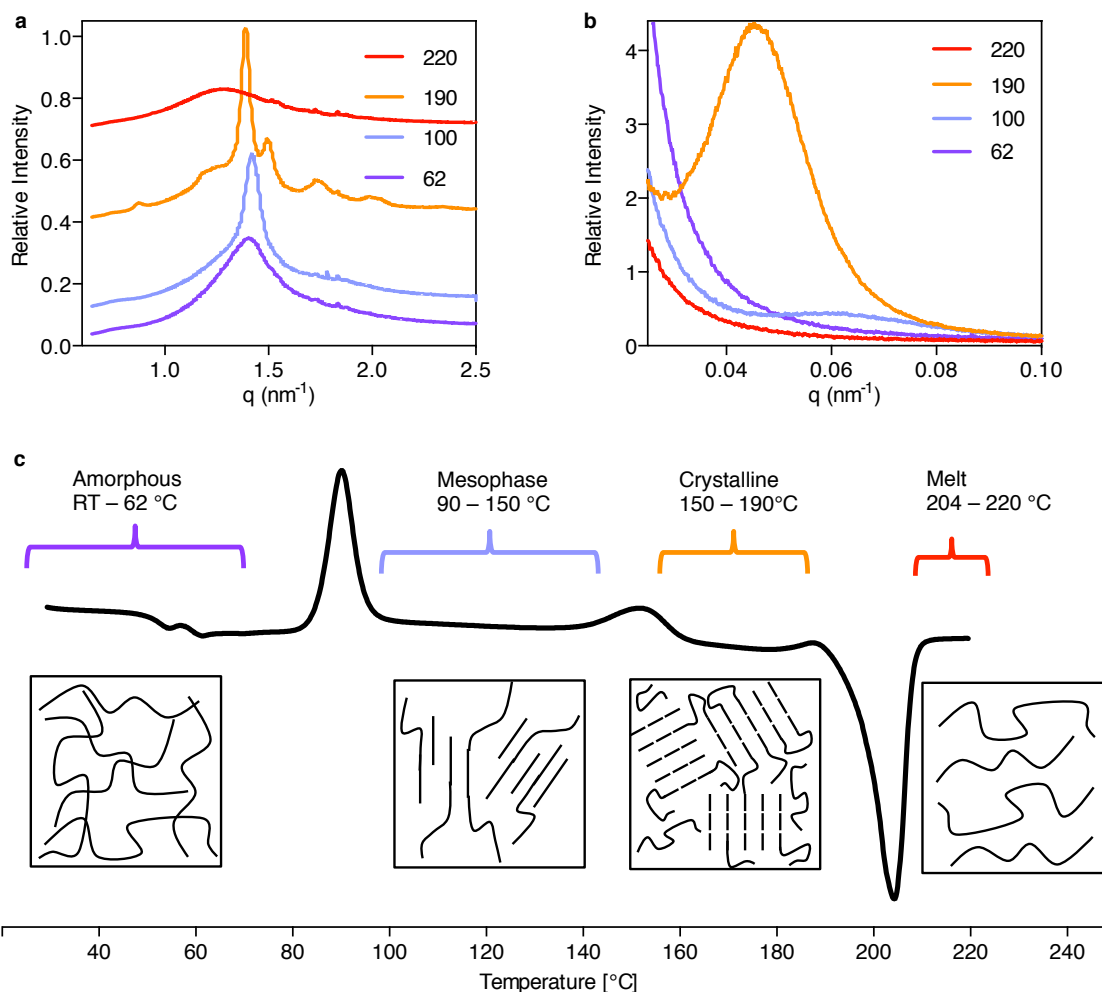 a
Relative Intensity
1.0
0.8
0.6
0.4
0.2
0.0
220
190
100
62
1.0
1.5
2.0
2.5
q (nm⁻¹)
b
Relative Intensity
4
3
2
1
0
220
190
100
62
0.04
0.06
0.08
0.10
q (nm⁻¹)
c
Amorphous
RT – 62 °C
Mesophase
90 – 150 °C
Crystalline
150 – 190°C
Melt
204 – 220 °C
40
60
80
100
120
140
160
180
200
220
240
Temperature [°C]